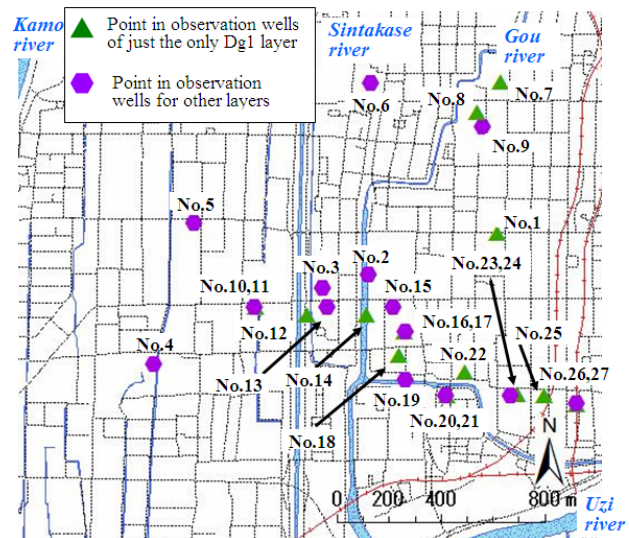 Kamo
river
Point in observation wells
of just the only Dg1 layer
Point in observation
wells for other layers
Sintakase
river
Gou
river
No.6
No.8
No.7
No.9
No.5
No,1
No.2
No.3
No.23,24
No.10,11
No.15
No.25
No.12
No.16,17
No.4
No.22
No.26,27
No.13
No.14
No.19
No.18
No.20,21
N
0 200 400 800 m
Uzi
river